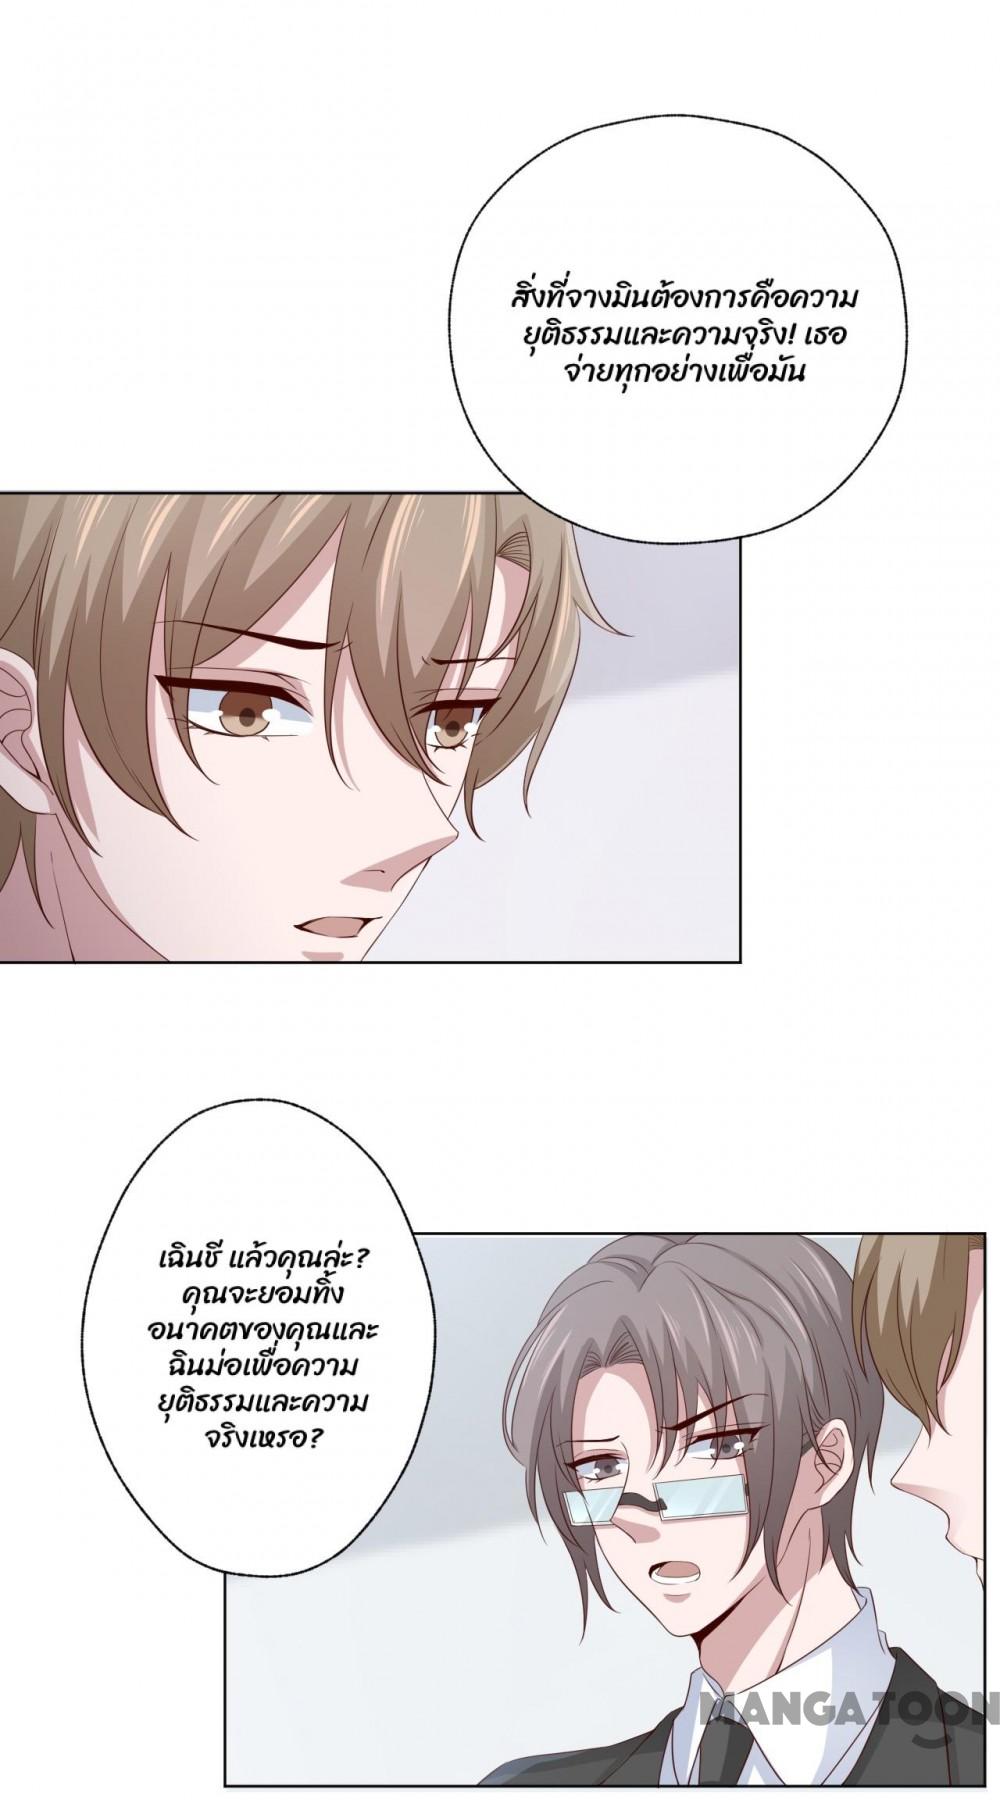 สิ่งที่จางมินต้องการคือความ
ยุติธรรมและความจริง! เธอ
จ่ายทุกอย่างเพื่อมัน
เฉินชี แล้วคุณล่ะ?
คุณจะยอมทิ้ง
อนาคตของคุณและ
ฉินม่อเพื่อความ
ยุติธรรมและความ
จริงเหรอ?
MANGATOON